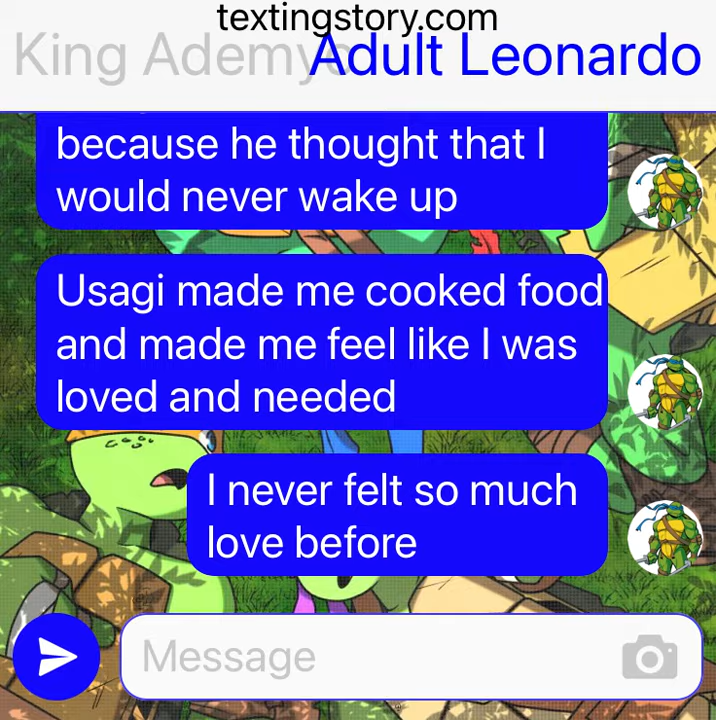 textingstory.com
King Ademyo
Adult Leonardo
because he thought that I
would never wake up
Usagi made me cooked food
and made me feel like I was
loved and needed
I never felt so much
love before
Message